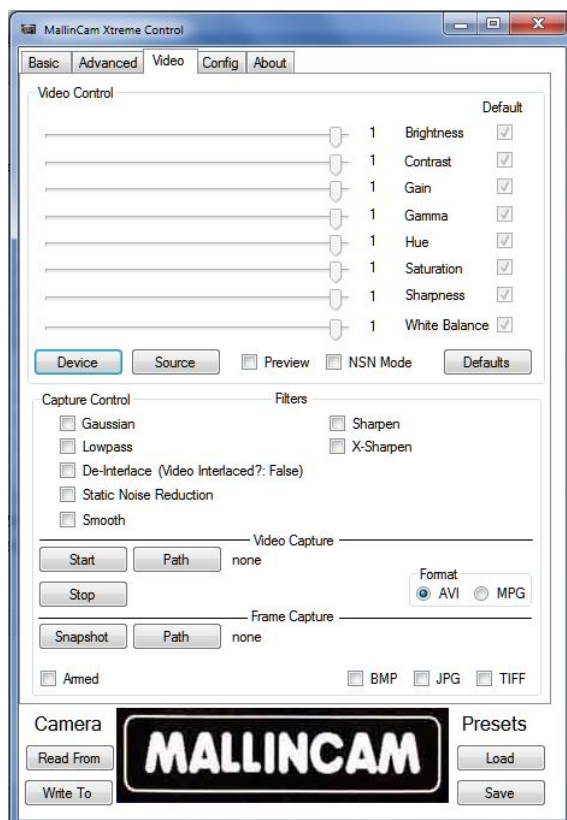 MallinCam Xtreme Control
Basic Advanced Video Config About
Video Control
Default
1 Brightness
1 Contrast
1 Gain
1 Gamma
1 Hue
1 Saturation
1 Sharpness
1 White Balance
Device Source Preview NSN Mode Defaults
Capture Control Filters
Gaussian Sharpen
Lowpass X-Sharpen
De-Interlace (Video Interlaced?: False)
Static Noise Reduction
Smooth
Video Capture
Start Path none
Format
Stop AVI MPG
Frame Capture
Snapshot Path none
Armed BMP JPG TIFF
Camera MALLINCAM Presets
Read From Load
Write To Save